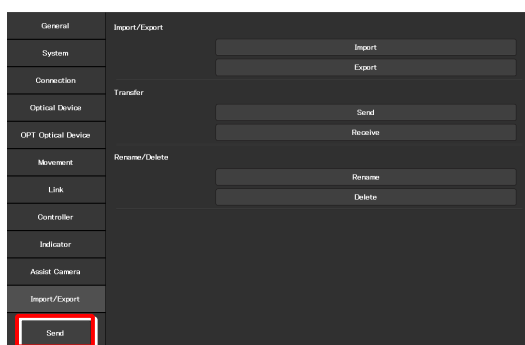 General
System
Connection
Optical Device
OPT Optical Device
Movement
Link
Controller
Indicator
Assist Camera
Import/Export
Send
Import/Export
Import
Export
Transfer
Send
Receive
Rename/Delete
Rename
Delete